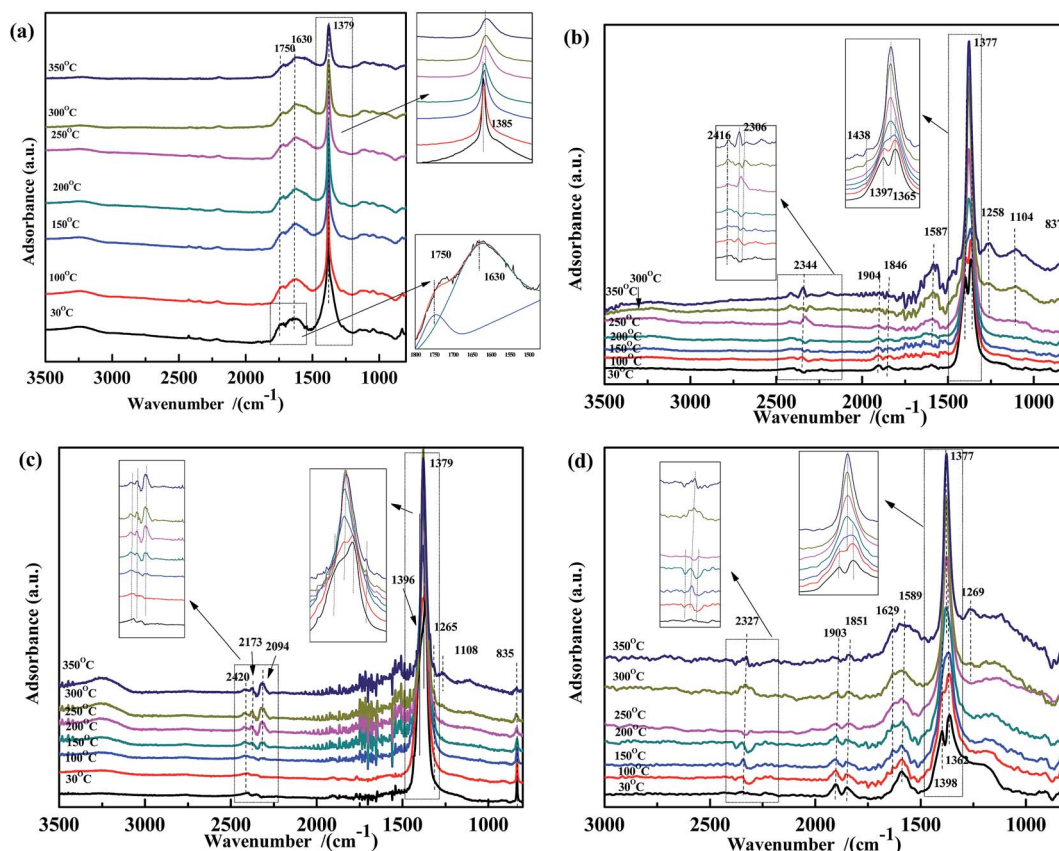 (a)
1750 1630 1379
350°C
300°C
250°C
200°C
150°C
100°C
30°C
1385
1750
1630
1800 1750 1700 1650 1600 1550 1500
3500 3000 2500 2000 1500 1000
Wavenumber /(cm-1)
Adsorbance (a.u.)
(b)
1377
2416 2306
1438
1397 1365
2344
1904 1846
1587
1258
1104
837
350°C 300°C
250°C
200°C
150°C
100°C
30°C
3500 3000 2500 2000 1500 1000
Wavenumber /(cm-1)
Adsorbance (a.u.)
(c)
1379
1396
1265
1108
835
2420 2173 2094
350°C
300°C
250°C
200°C
150°C
100°C
30°C
3500 3000 2500 2000 1500 1000
Wavenumber /(cm-1)
Adsorbance (a.u.)
(d)
1377
2327
1903 1851
1629 1589
1269
1362
1398
350°C
300°C
250°C
200°C
150°C
100°C
30°C
3000 2500 2000 1500 1000
Wavenumber /(cm-1)
Adsorbance (a.u.)